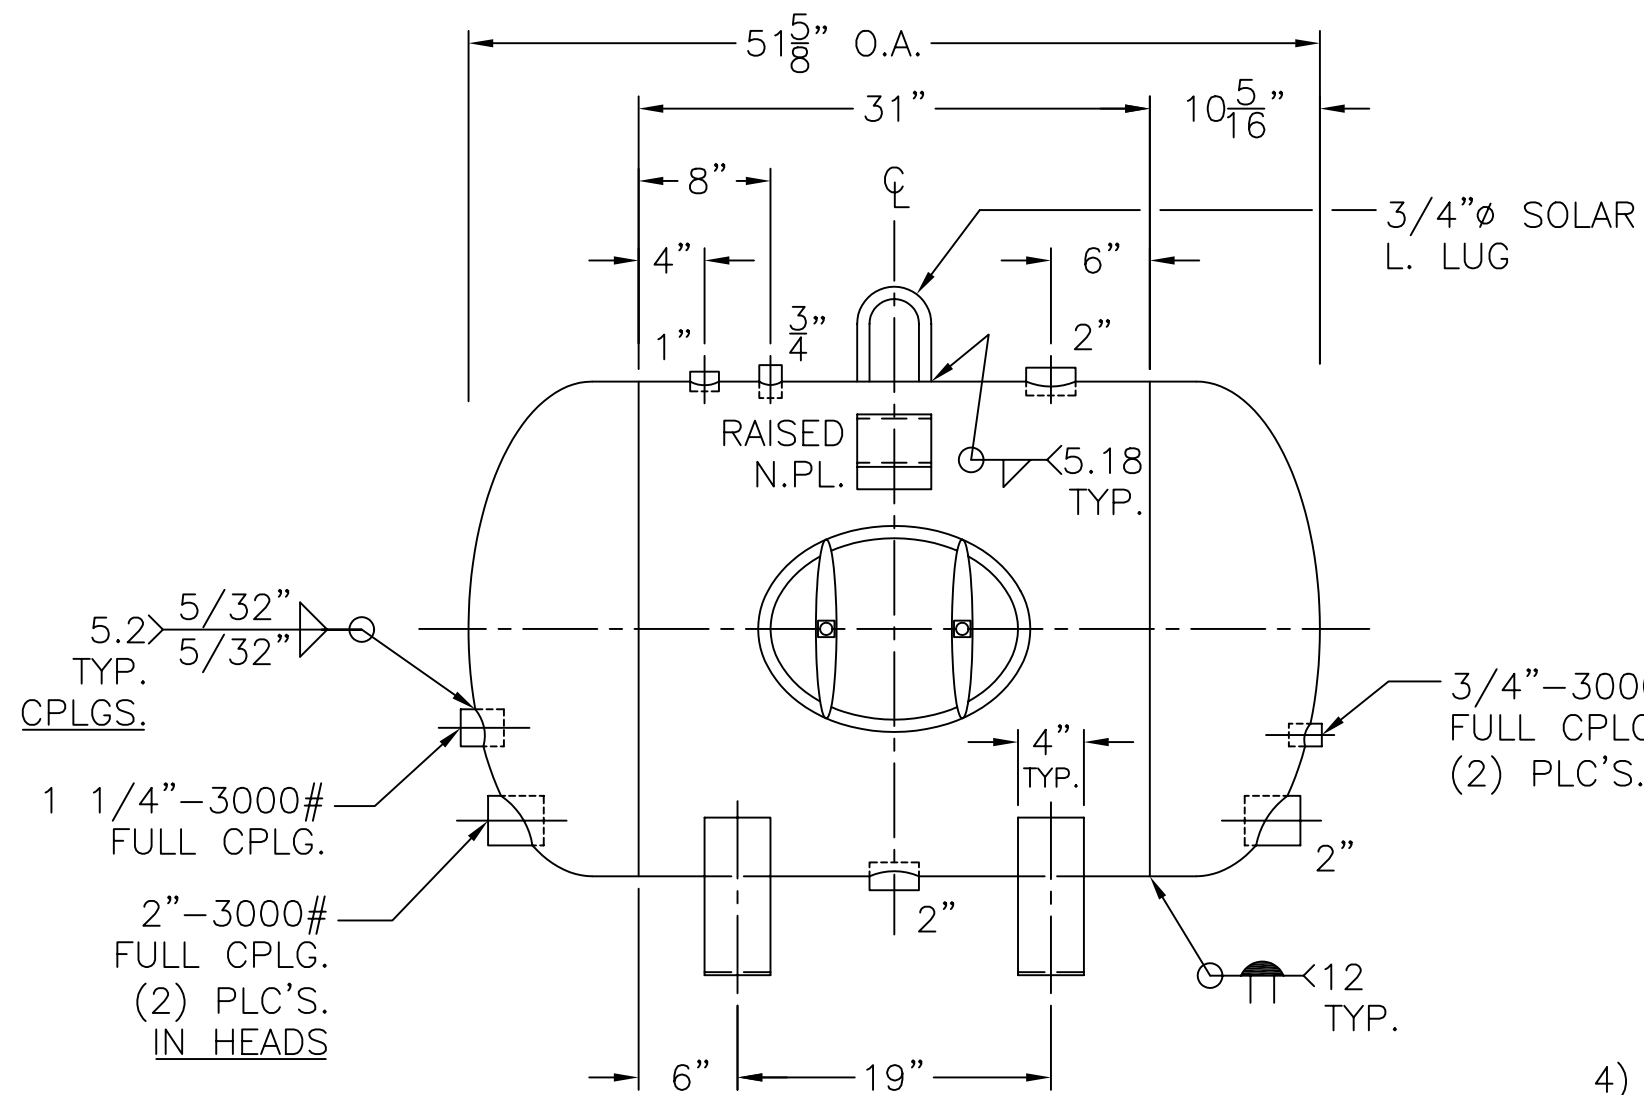 51 5/8" O.A.
31"
10 5/16"
8"
CL
3/4"ø SOLAR
L. LUG
4"
6"
1"
3/4"
2"
RAISED
N.PL.
5.18
TYP.
5.2
5/32"
5/32"
TYP.
CPLGS.
3/4"-300
FULL CPL
(2) PLC'S.
4"
TYP.
1 1/4"-3000#
FULL CPLG.
2"
2"-3000#
FULL CPLG.
(2) PLC'S.
IN HEADS
2"
12
TYP.
6"
19"
4)